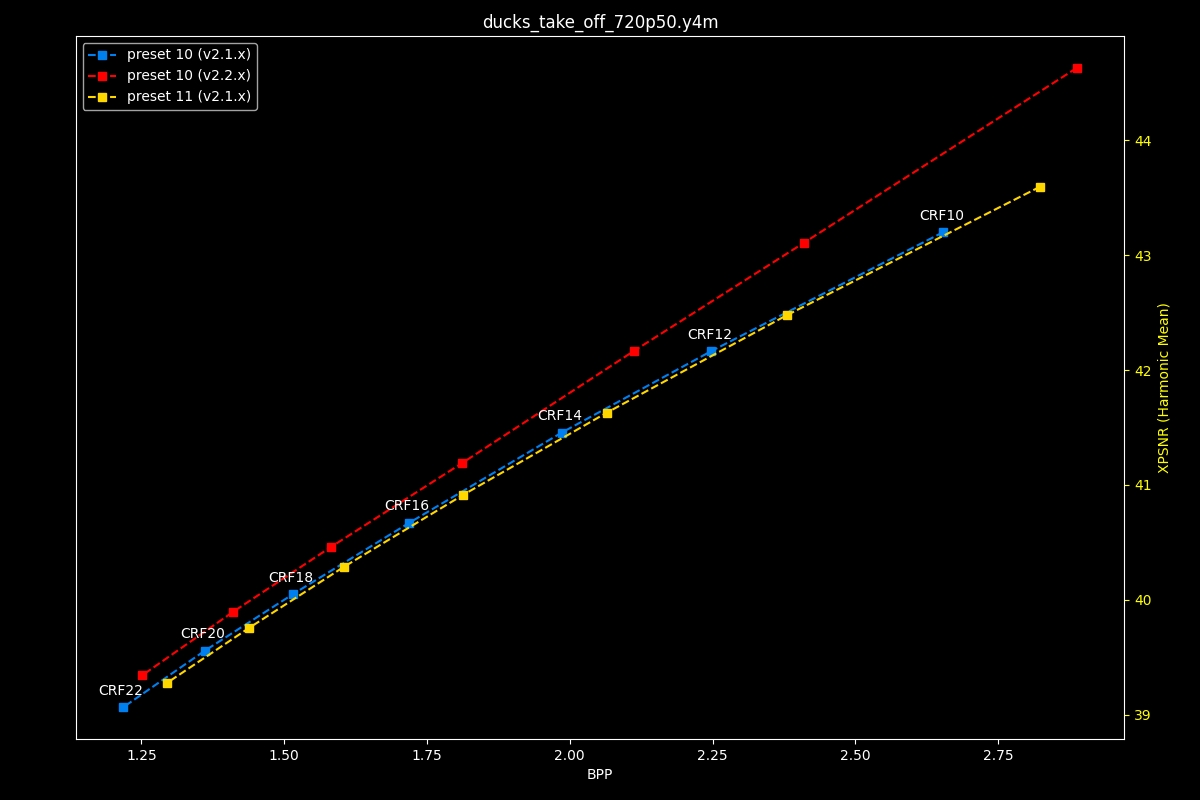 ducks_take_off_720p50.y4m
preset 10 (v2.1.x)
preset 10 (v2.2.x)
preset 11 (v2.1.x)
44
CRF10
43
CRF12
42
CRF14
41
CRF16
CRF18
40
CRF20
CRF22
39
XPSNR (Harmonic Mean)
1.25 1.50 1.75 2.00 2.25 2.50 2.75
BPP